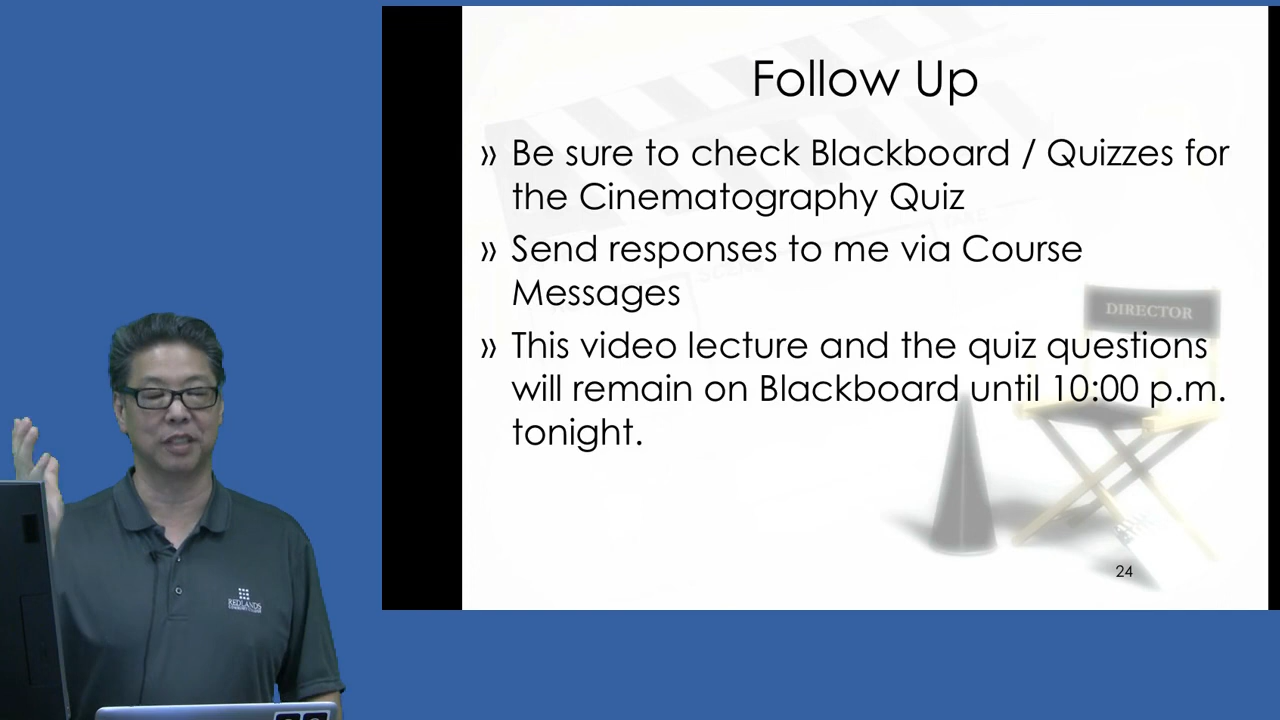 Follow Up
» Be sure to check Blackboard / Quizzes for
the Cinematography Quiz
» Send responses to me via Course
Messages
» This video lecture and the quiz questions
will remain on Blackboard until 10:00 p.m.
tonight.
DIRECTOR
24
REDLANDS